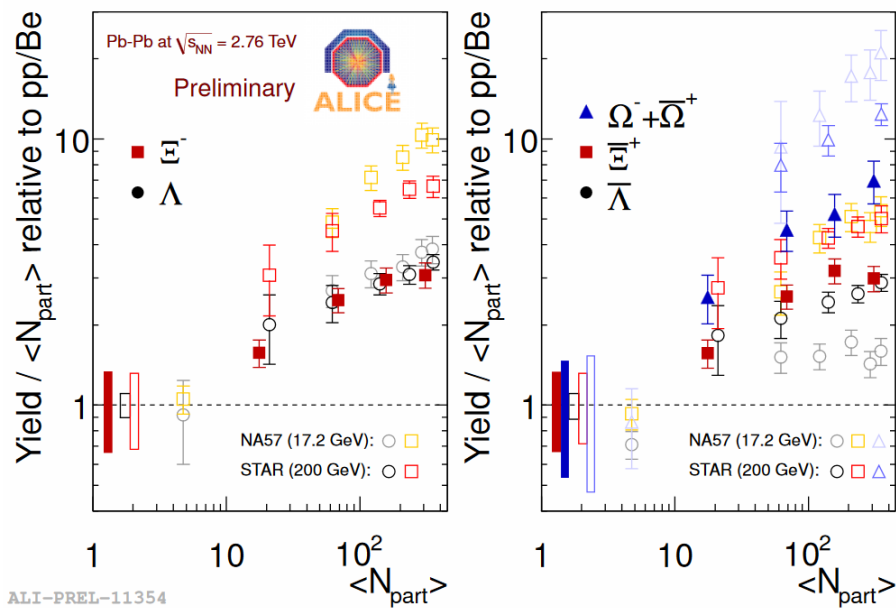 Pb-Pb at √s_NN = 2.76 TeV
Preliminary
ALICE
Ξ⁻
Λ
NA57 (17.2 GeV):
STAR (200 GeV):
Yield / <N_part> relative to pp/Be
10
1
1
10
10²
<N_part>
Ω⁻+Ω̅⁺
Ξ̅⁺
Λ̅
NA57 (17.2 GeV):
STAR (200 GeV):
Yield / <N_part> relative to pp/Be
10
1
1
10
10²
<N_part>
ALI-PREL-11354